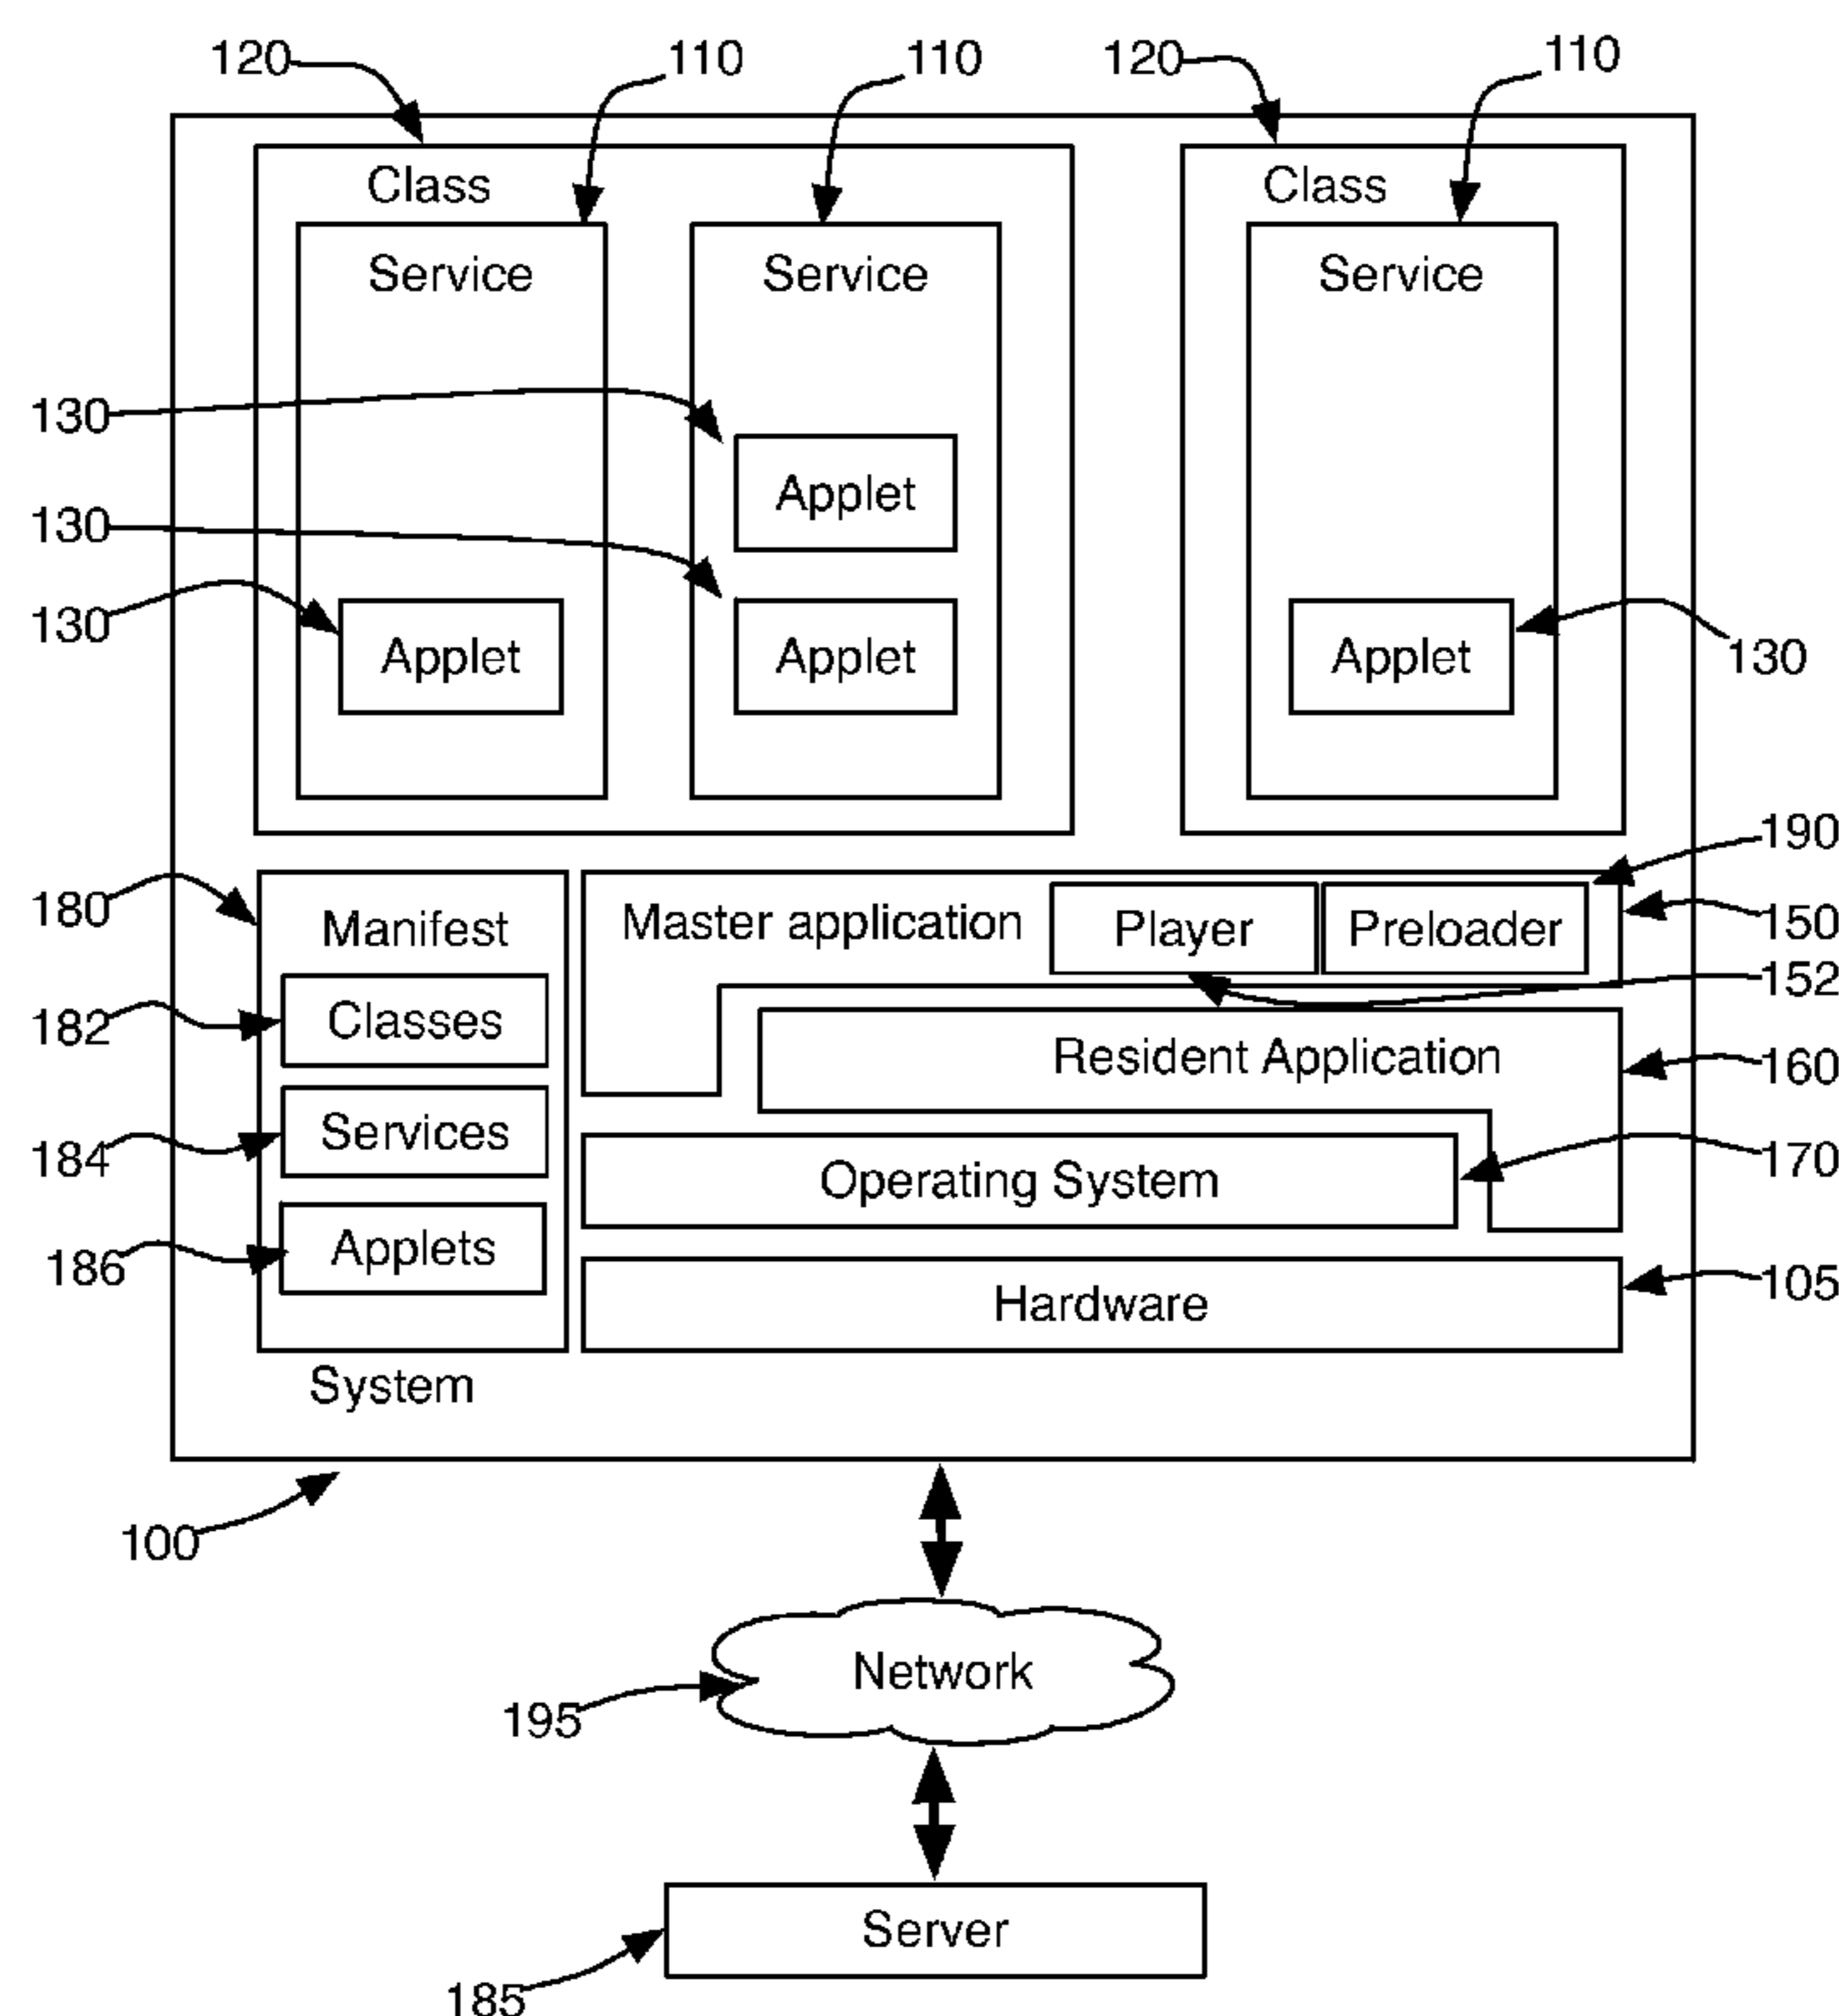 120
110
110
120
110
Class
Class
Service
Service
Service
130
Applet
130
130
Applet
Applet
Applet
130
190
180
Manifest
Master application
Player
Preloader
150
152
182
Classes
Resident Application
160
184
Services
Operating System
170
186
Applets
Hardware
105
System
100
Network
195
Server
185